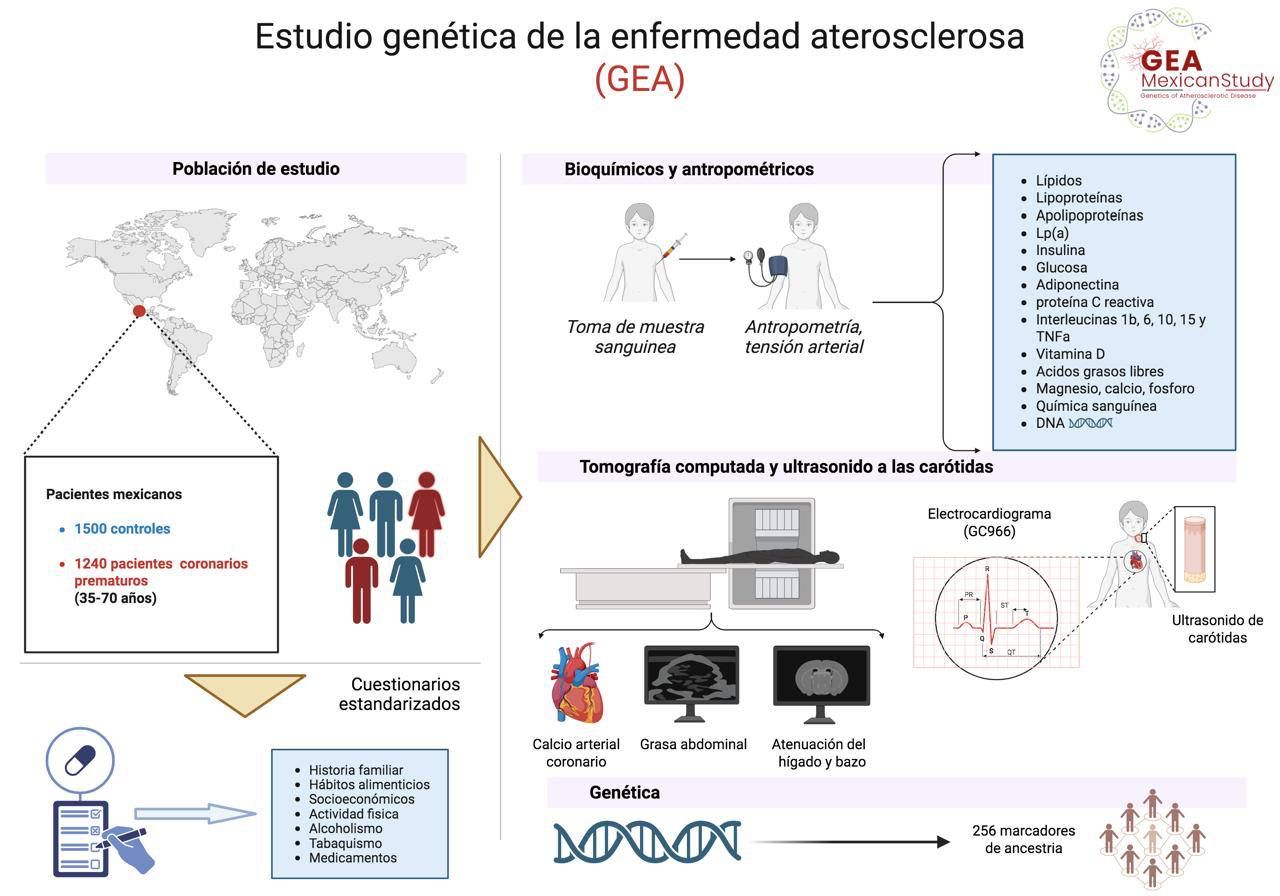 Estudio genética de la enfermedad aterosclerosa
(GEA)
GEA
MexicanStudy
Genetics of Atherosclerotic Disease
Población de estudio
Pacientes mexicanos
• 1500 controles
• 1240 pacientes coronarios
prematuros
(35-70 años)
Cuestionarios
estandarizados
• Historia familiar
• Hábitos alimenticios
• Socioeconómicos
• Actividad fisica
• Alcoholismo
• Tabaquismo
• Medicamentos
Bioquímicos y antropométricos
Toma de muestra
sanguinea
Antropometría,
tensión arterial
• Lípidos
• Lipoproteínas
• Apolipoproteínas
• Lp(a)
• Insulina
• Glucosa
• Adiponectina
• proteína C reactiva
• Interleucinas 1b, 6, 10, 15 y
TNFa
• Vitamina D
• Acidos grasos libres
• Magnesio, calcio, fosforo
• Química sanguínea
• DNA
Tomografía computada y ultrasonido a las carótidas
Electrocardiograma
(GC966)
R
PR
ST
P
T
Q
S
QT
Ultrasonido de
carótidas
Calcio arterial
coronario
Grasa abdominal
Atenuación del
hígado y bazo
Genética
256 marcadores
de ancestria